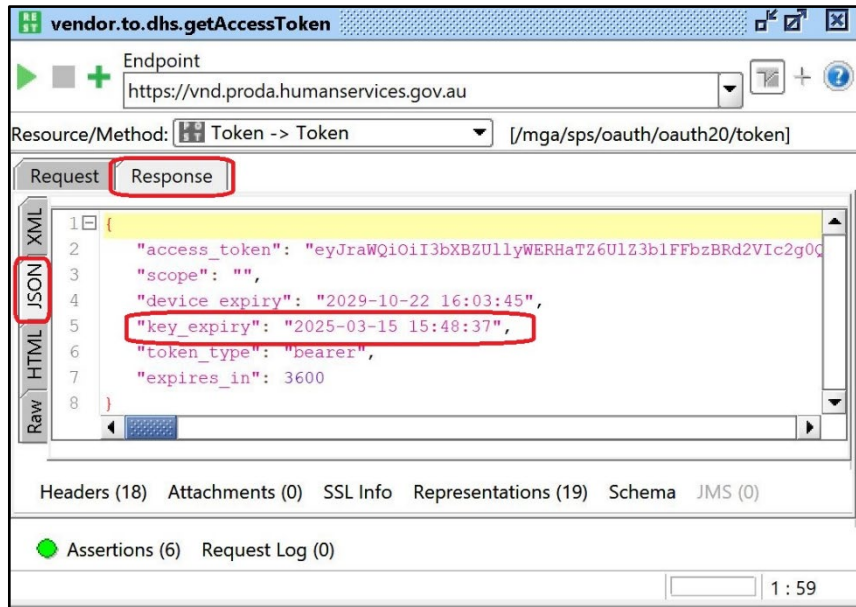 RE
ST
vendor.to.dhs.getAccessToken
Endpoint
https://vnd.proda.humanservices.gov.au
Resource/Method: Token -> Token [/mga/sps/oauth/oauth20/token]
Request Response
XML
JSON
HTML
Raw
1 {
2 "access_token": "eyJraWQiOiI3bXBZUllyWERHaTZ6UlZ3b1FFbzBRd2VIc2g0Q
3 "scope": "",
4 "device_expiry": "2029-10-22 16:03:45",
5 "key_expiry": "2025-03-15 15:48:37",
6 "token_type": "bearer",
7 "expires_in": 3600
8 }
Headers (18) Attachments (0) SSL Info Representations (19) Schema JMS (0)
Assertions (6) Request Log (0)
1 : 59